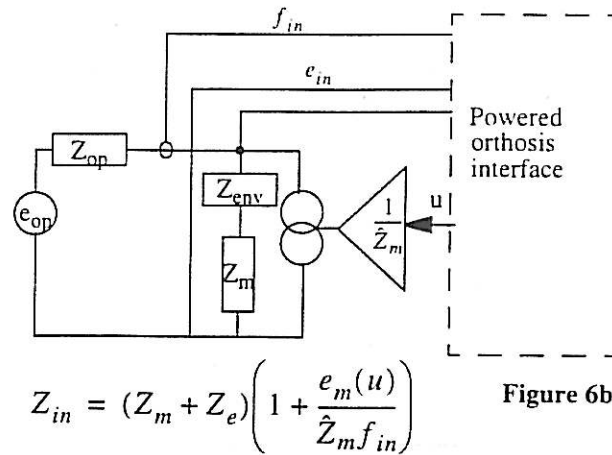 f_in
e_in
Powered
orthosis
interface
Z_op
Z_env
e_op
Z_m
1/Ẑ_m
u
Z_in = (Z_m + Z_e)(1 + e_m(u)/(Ẑ_m f_in))
Figure 6b